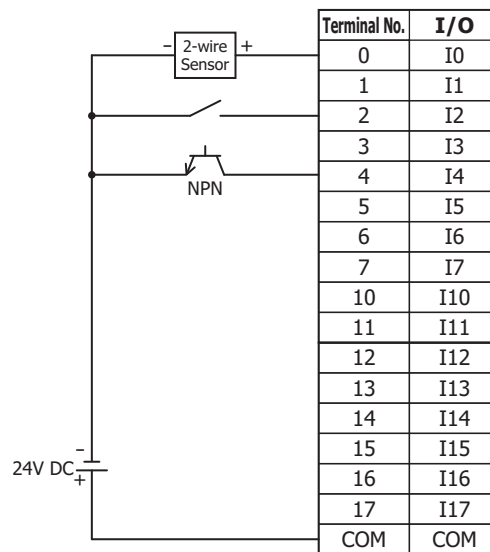 Terminal No. I/O
0 I0
1 I1
2 I2
3 I3
4 I4
5 I5
6 I6
7 I7
10 I10
11 I11
12 I12
13 I13
14 I14
15 I15
16 I16
17 I17
COM COM
– 2-wire +
Sensor
NPN
–
24V DC
+